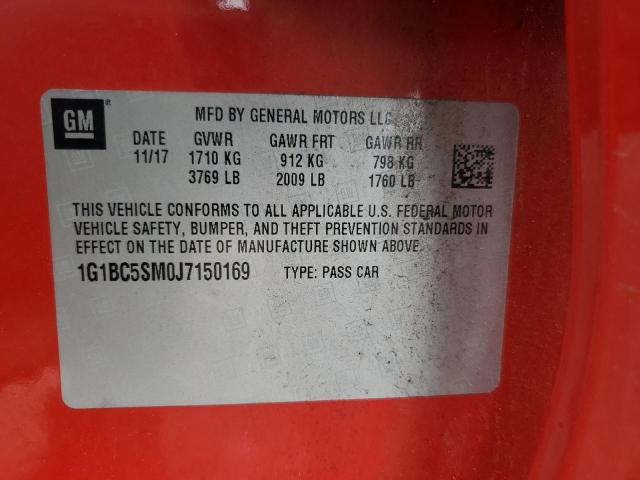 GM ®
MFD BY GENERAL MOTORS LLC
DATE GVWR GAWR FRT GAWR RR
11/17 1710 KG 912 KG 798 KG
3769 LB 2009 LB 1760 LB
THIS VEHICLE CONFORMS TO ALL APPLICABLE U.S. FEDERAL MOTOR
VEHICLE SAFETY, BUMPER, AND THEFT PREVENTION STANDARDS IN
EFFECT ON THE DATE OF MANUFACTURE SHOWN ABOVE.
1G1BC5SM0J7150169 TYPE: PASS CAR